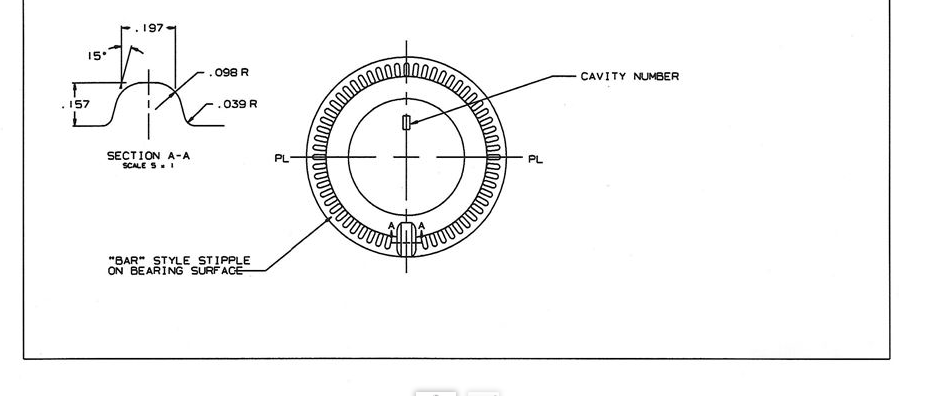 .197
15°
.098 R
.157
.039 R
SECTION A-A
SCALE 5 = 1
CAVITY NUMBER
PL
PL
A
A
"BAR" STYLE STIPPLE
ON BEARING SURFACE